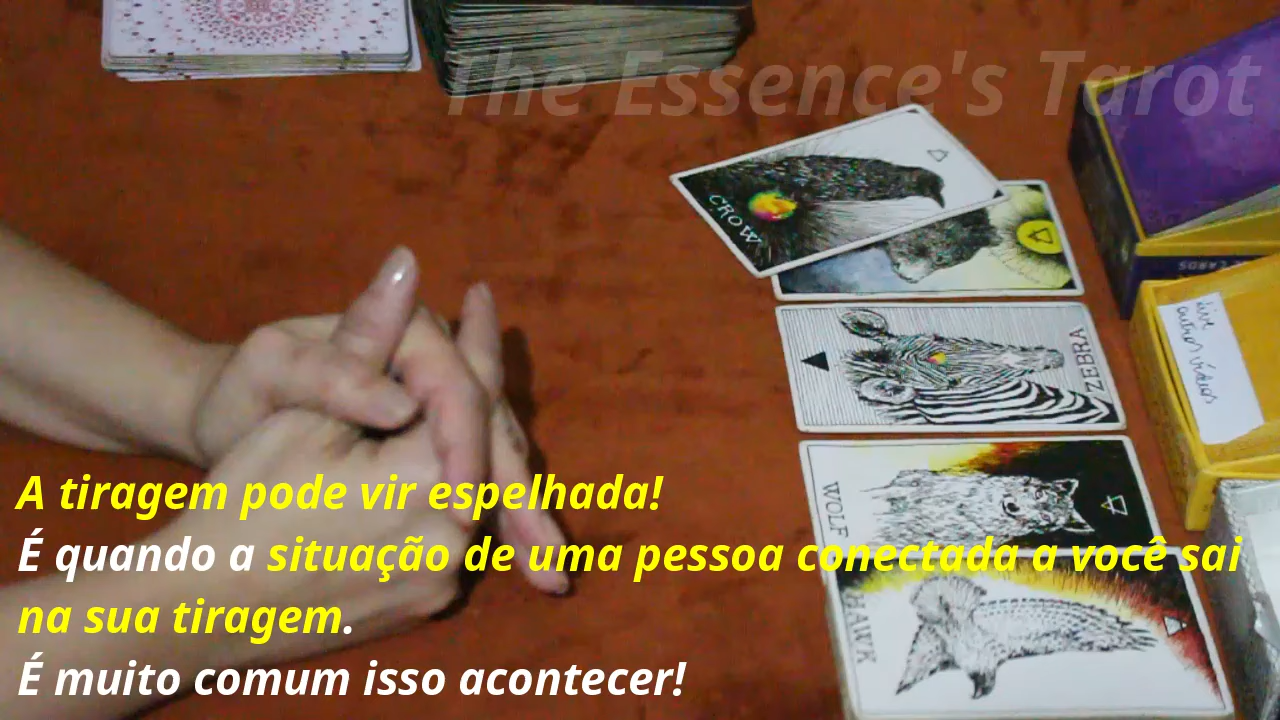 The Essence's Tarot
CROW
CARDS
ZEBRA
WOLF
HAWK
A tiragem pode vir espelhada!
É quando a situação de uma pessoa conectada a você sai
na sua tiragem.
É muito comum isso acontecer!